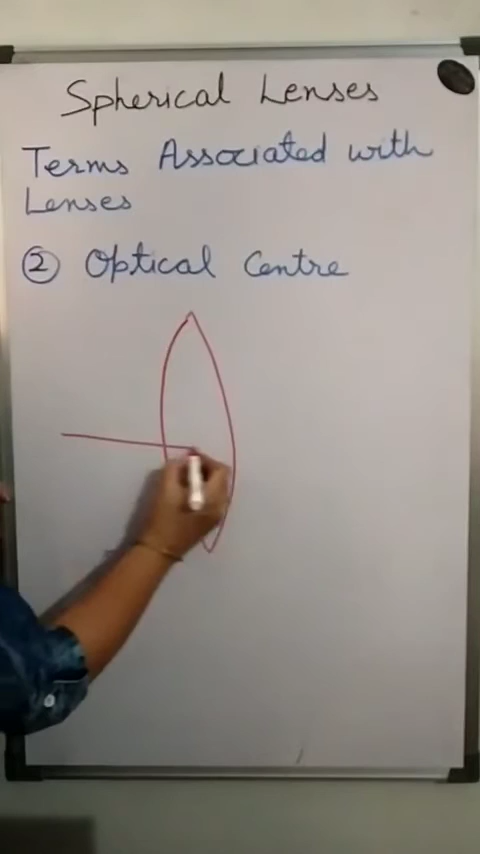 Spherical Lenses
Terms Associated with
Lenses
② Optical Centre